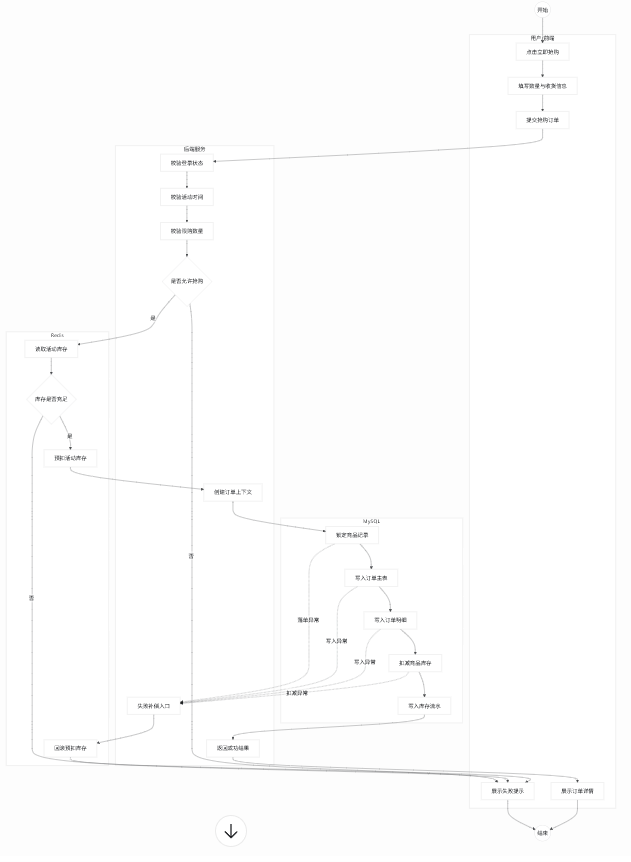 开始
用户/前端
点击立即抢购
填写数量与收货信息
提交抢购订单
后端服务
校验登录状态
校验活动时间
校验限购数量
是否允许抢购
是
Redis
读取活动库存
库存是否充足
是
预扣活动库存
创建订单上下文
MySQL
锁定商品记录
写入订单主表
否
否
落单异常
写入订单明细
写入异常
写入异常
扣减商品库存
扣减异常
失败补偿入口
写入库存流水
回滚预扣库存
返回成功结果
展示失败提示
展示订单详情
结束